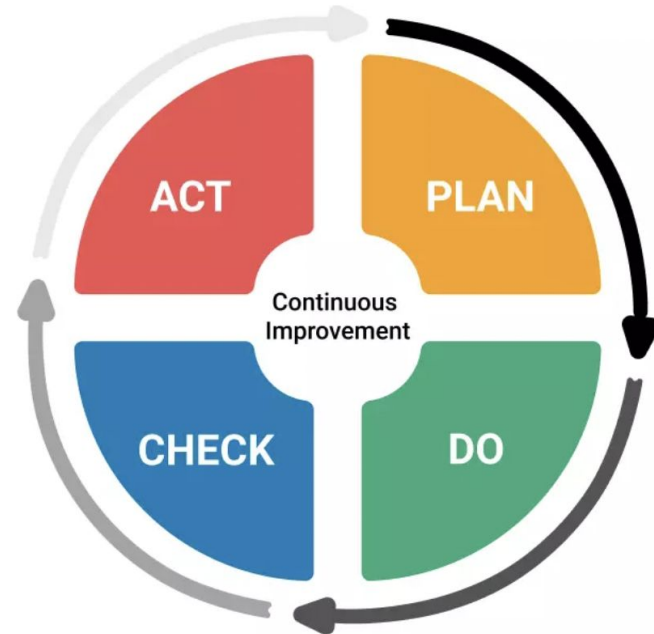 ACT
PLAN
Continuous
Improvement
CHECK
DO